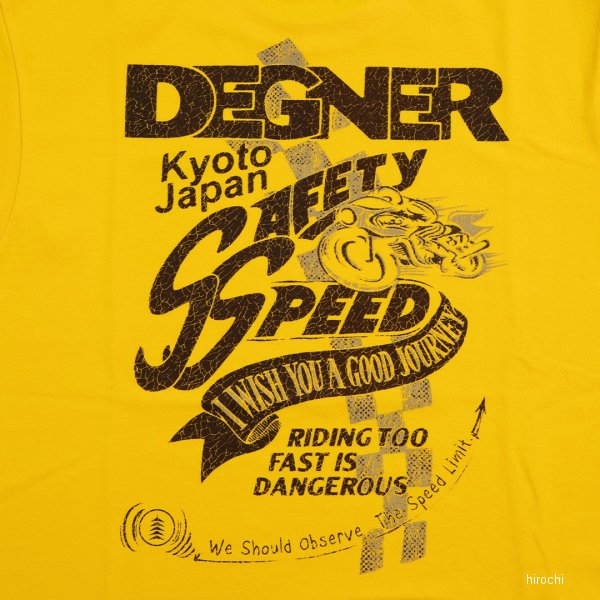 DEGNER
Kyoto
Japan
SAFETY
SPEED
I WISH YOU A GOOD JOURNEY
RIDING TOO
FAST IS
DANGEROUS
We Should Observe The Speed Limit.
hirochi